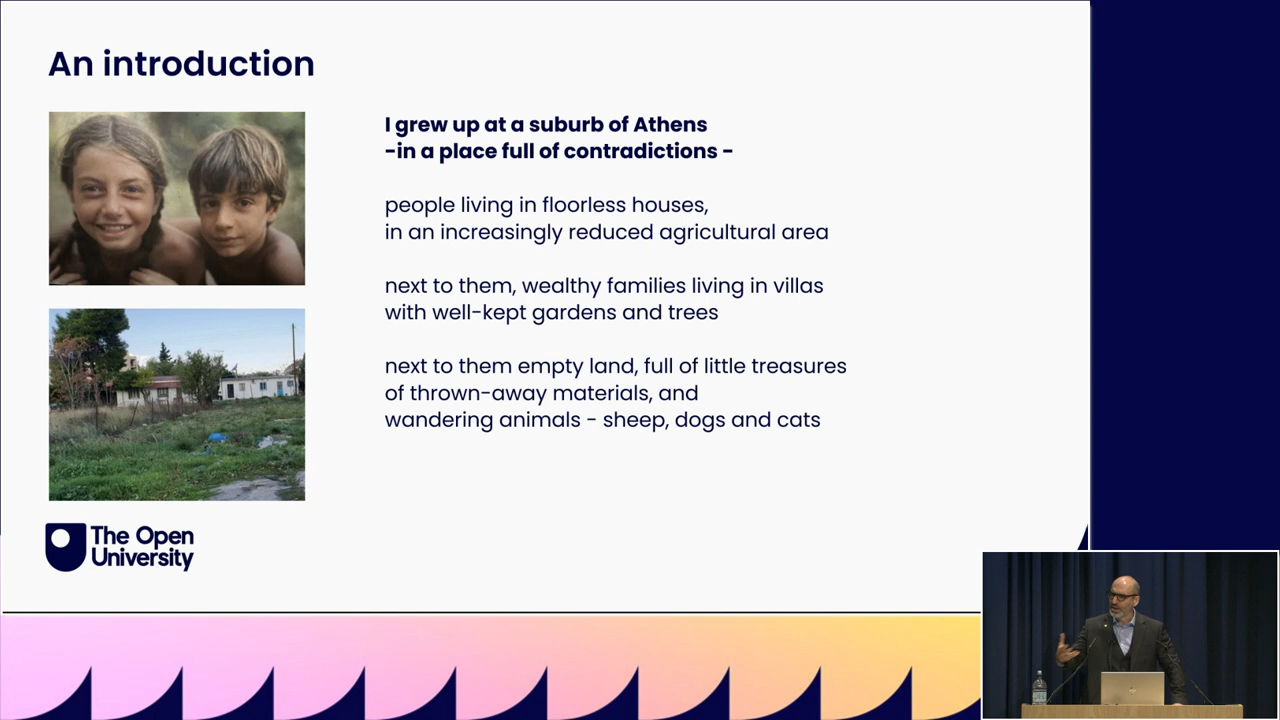 An introduction
I grew up at a suburb of Athens
-in a place full of contradictions -
people living in floorless houses,
in an increasingly reduced agricultural area
next to them, wealthy families living in villas
with well-kept gardens and trees
next to them empty land, full of little treasures
of thrown-away materials, and
wandering animals - sheep, dogs and cats
The Open
University